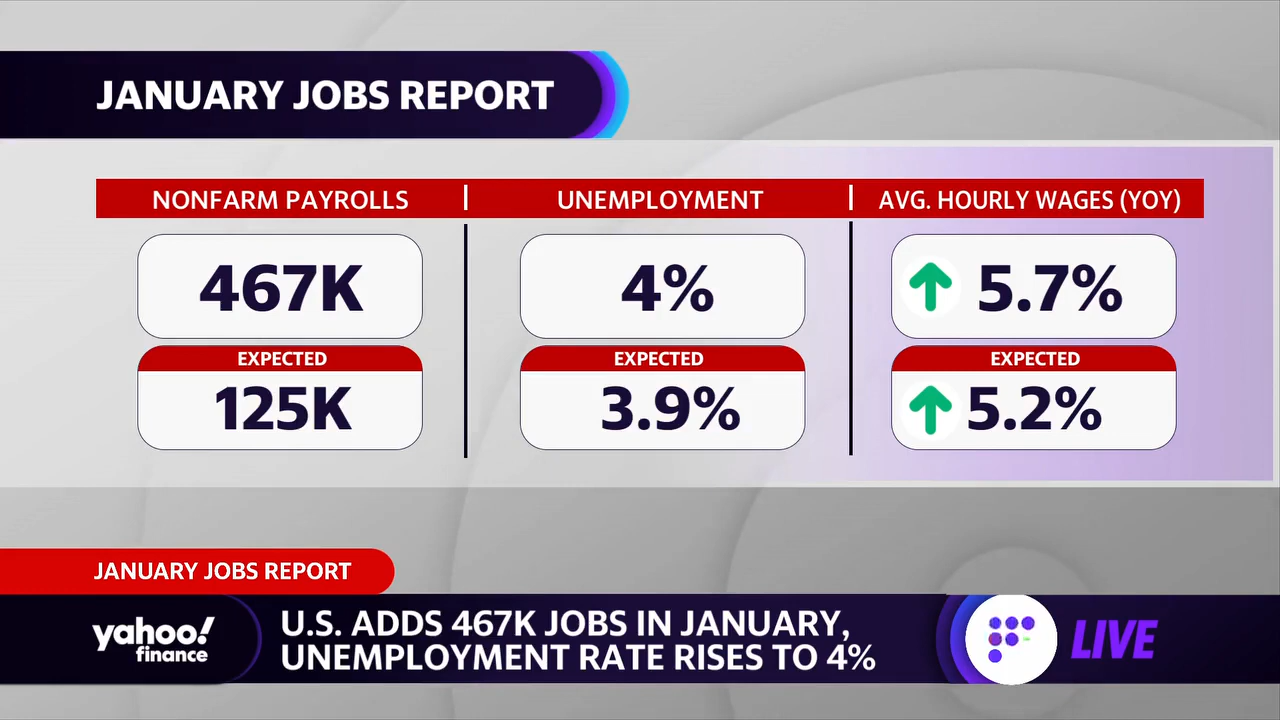 JANUARY JOBS REPORT
NONFARM PAYROLLS
UNEMPLOYMENT
AVG. HOURLY WAGES (YOY)
467K
4%
5.7%
EXPECTED
EXPECTED
EXPECTED
125K
3.9%
5.2%
JANUARY JOBS REPORT
yahoo!
finance
U.S. ADDS 467K JOBS IN JANUARY,
UNEMPLOYMENT RATE RISES TO 4%
LIVE